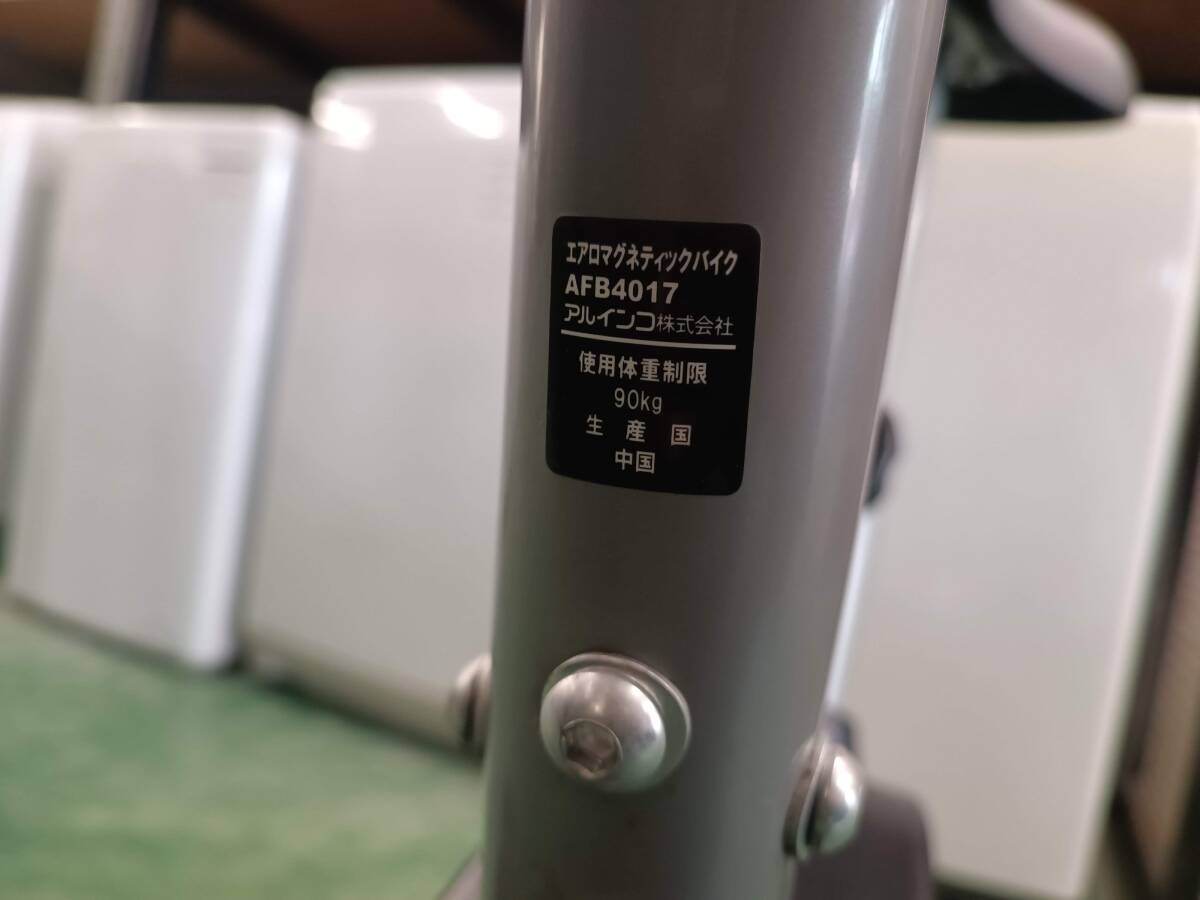 エアロマグネティックバイク
AFB4017
アルインコ株式会社
使用体重制限
90kg
生産国
中国